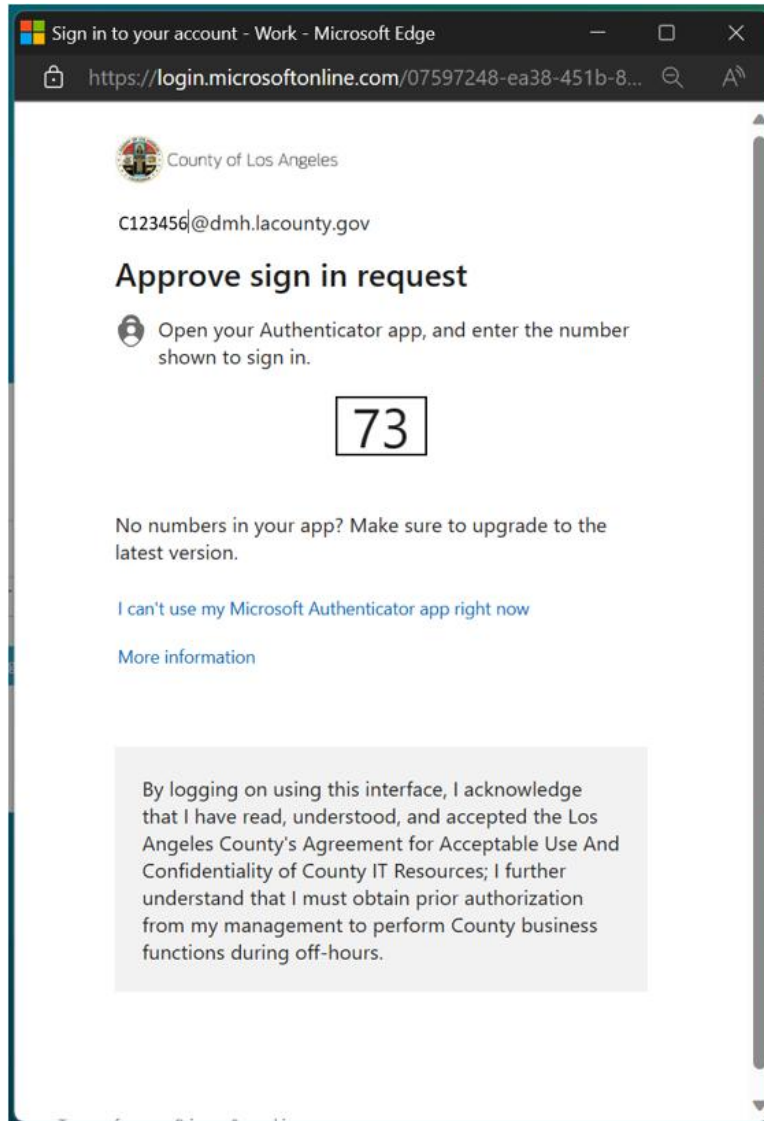 Sign in to your account - Work - Microsoft Edge
https://login.microsoftonline.com/07597248-ea38-451b-8...
County of Los Angeles
C123456@dmh.lacounty.gov
Approve sign in request
Open your Authenticator app, and enter the number
shown to sign in.
73
No numbers in your app? Make sure to upgrade to the
latest version.
I can't use my Microsoft Authenticator app right now
More information
By logging on using this interface, I acknowledge
that I have read, understood, and accepted the Los
Angeles County's Agreement for Acceptable Use And
Confidentiality of County IT Resources; I further
understand that I must obtain prior authorization
from my management to perform County business
functions during off-hours.